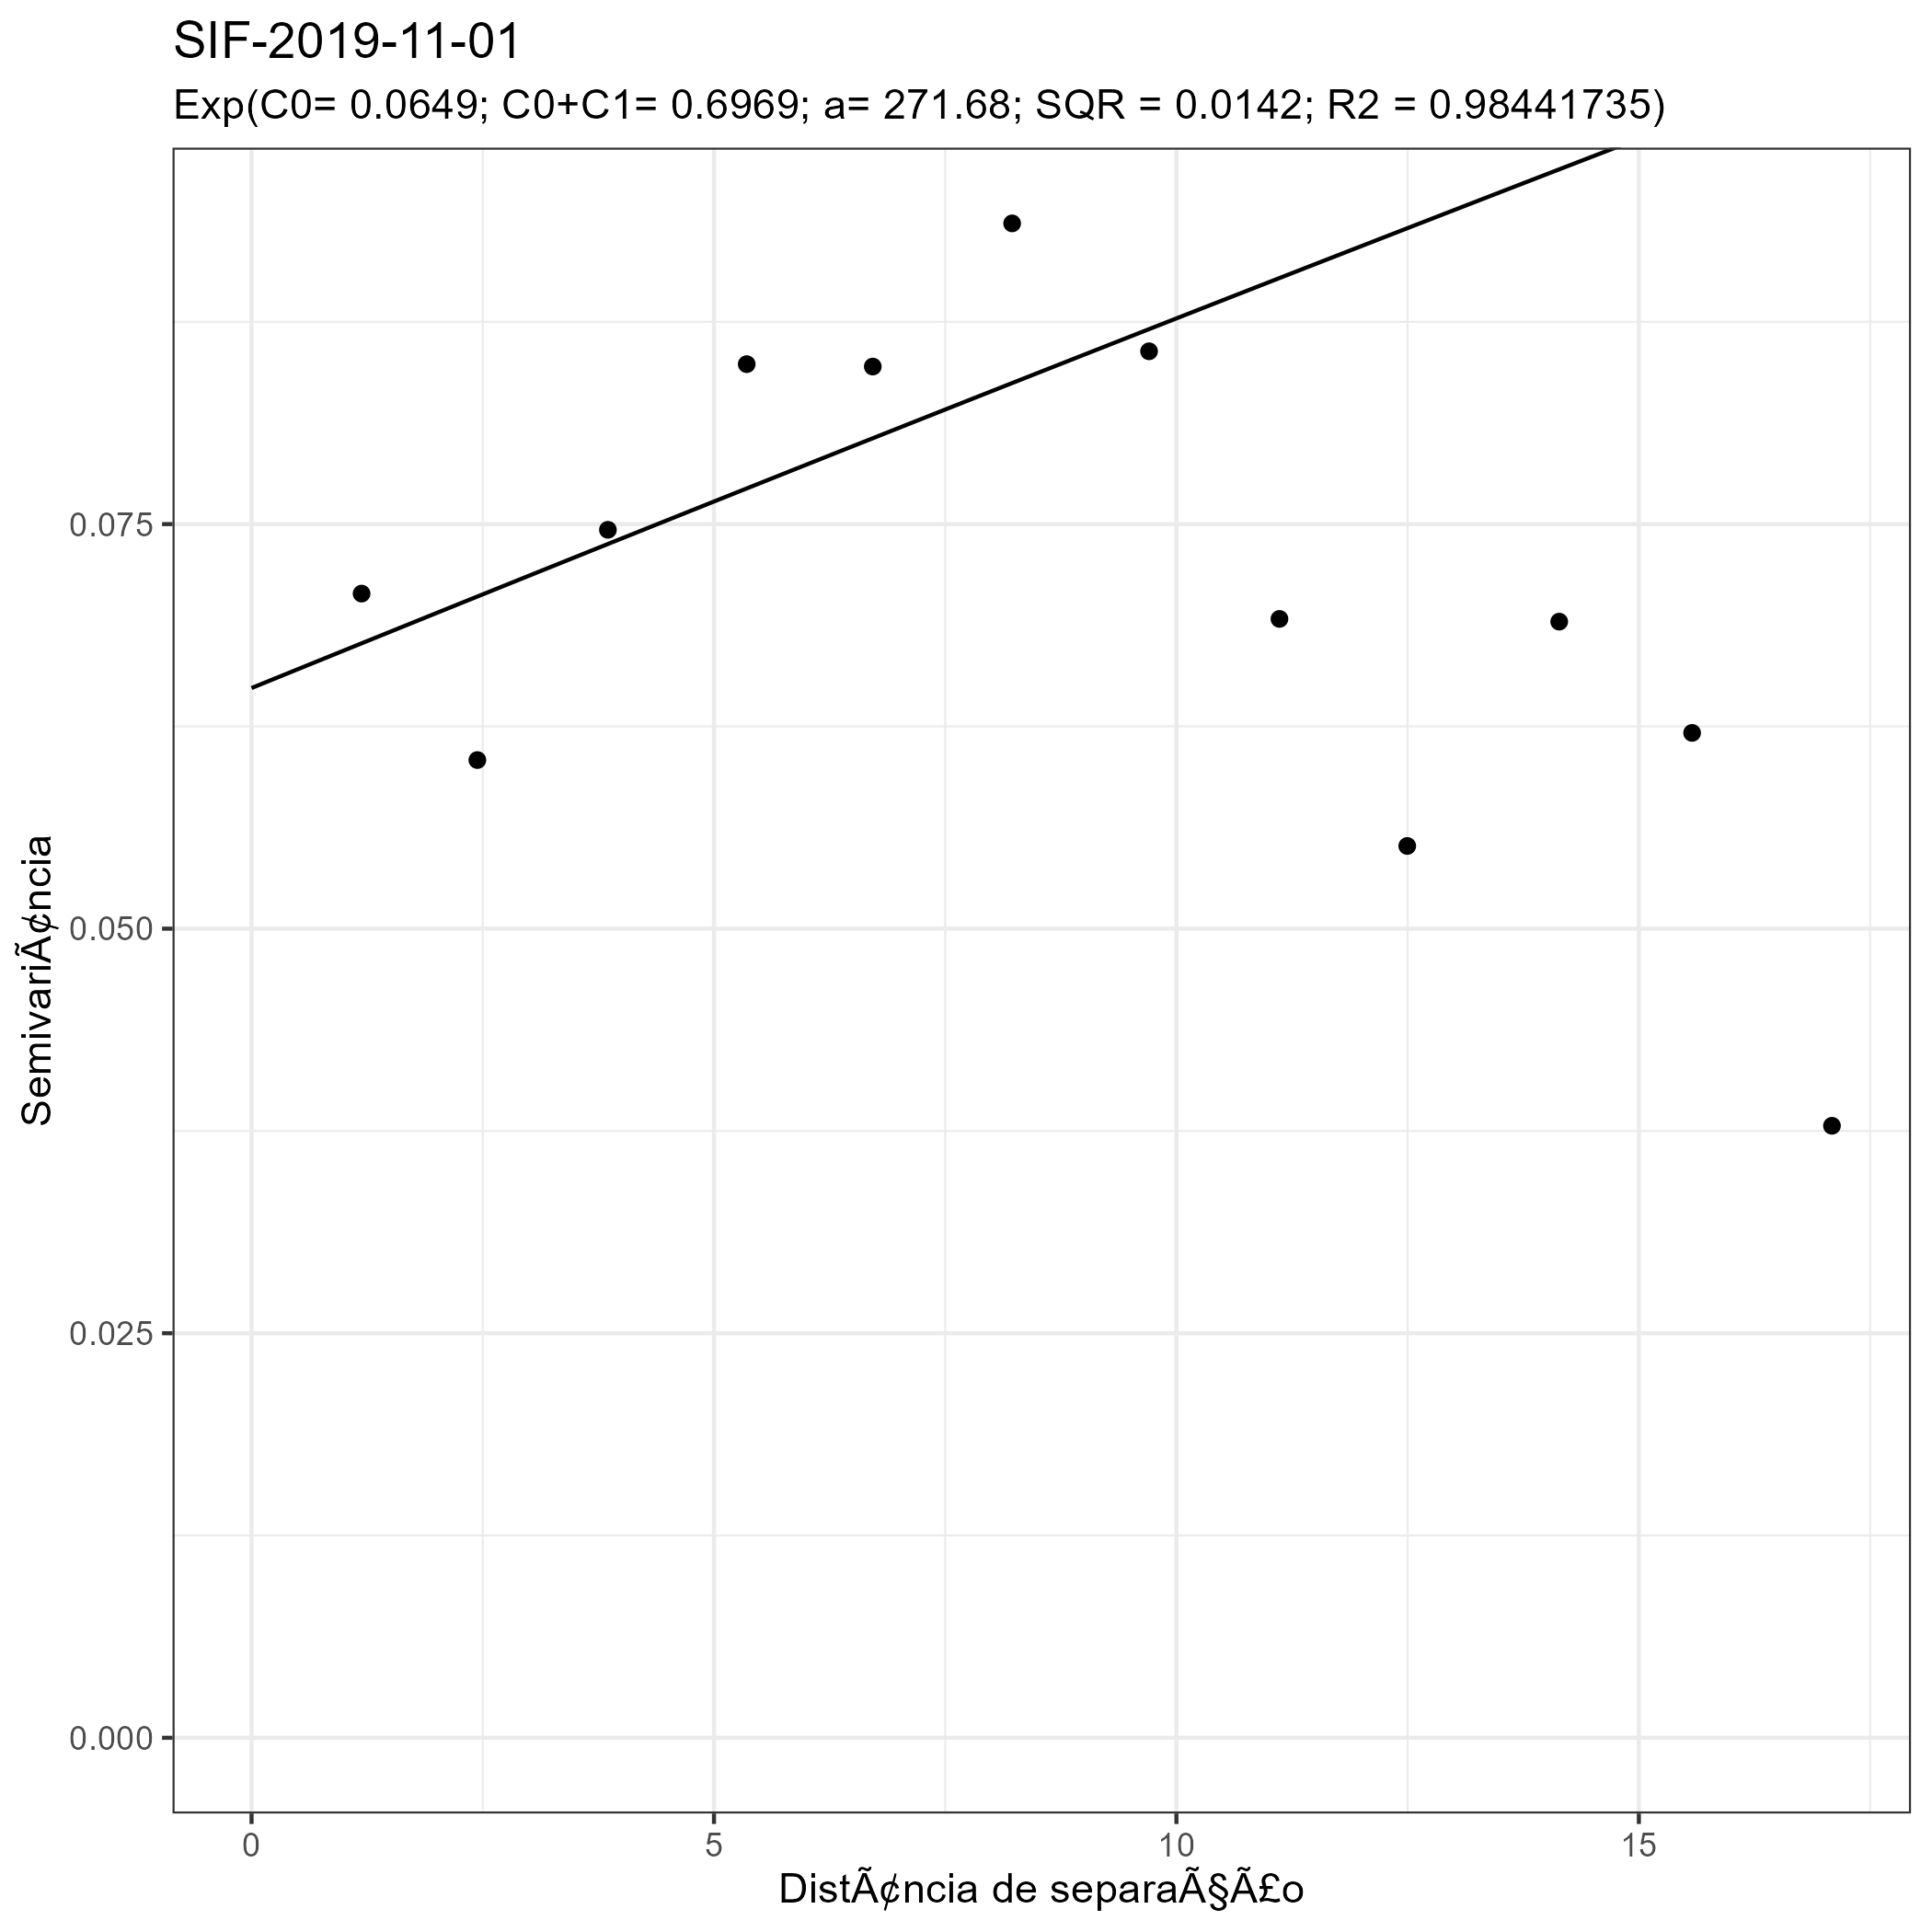 SIF-2019-11-01
Exp(C0= 0.0649; C0+C1= 0.6969; a= 271.68; SQR = 0.0142; R2 = 0.98441735)
SemivariÃ¢ncia
0.075
0.050
0.025
0.000
0 5 10 15
DistÃ¢ncia de separaÃ§Ã£o